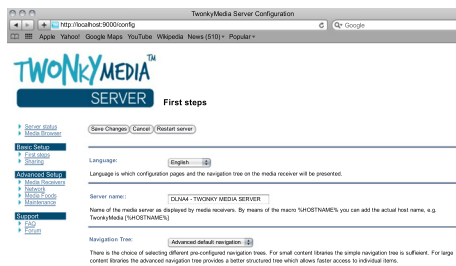 TwonkyMedia Server Configuration
http://localhost:9000/config
Google
Apple Yahoo! Google Maps YouTube Wikipedia News (510) Popular
TWONKYMEDIA™
SERVER
First steps
Server status
Media Browser
Save Changes Cancel Restart server
Basic Setup
First steps
Sharing
Language: English
Language is which configuration pages and the navigation tree on the media receiver will be presented.
Advanced Setup
Media Receivers
Network
Media Feeds
Maintenance
Server name:: DLNA4 - TWONKY MEDIA SERVER
Name of the media server as displayed by media receivers. By means of the macro %HOSTNAME% you can add the actual host name, e.g.
TwonkyMedia [%HOSTNAME%]
Support
FAQ
Forum
Navigation Tree: Advanced default navigation
There is the choice of selecting different pre-configured navigation trees. For small content libraries the simple navigation tree is suffieient. For large
content libraries the advanced navigation tree provides a better structured tree which allows faster access to individual items.